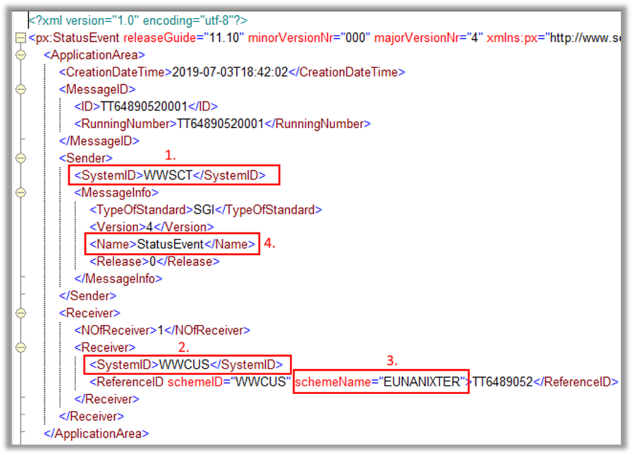 <?xml version="1.0" encoding="utf-8"?>
<px:StatusEvent releaseGuide="11.10" minorVersionNr="000" majorVersionNr="4" xmlns:px="http://www.s
<ApplicationArea>
<CreationDateTime>2019-07-03T18:42:02</CreationDateTime>
<MessageID>
<ID>TT64890520001</ID>
<RunningNumber>TT64890520001</RunningNumber>
</MessageID>
<Sender> 1.
<SystemID>WWSCT</SystemID>
<MessageInfo>
<TypeOfStandard>SGI</TypeOfStandard>
<Version>4</Version>
<Name>StatusEvent</Name> 4.
<Release>0</Release>
</MessageInfo>
</Sender>
<Receiver>
<NOfReceiver>1</NOfReceiver>
<Receiver> 2. 3.
<SystemID>WWCUS</SystemID>
<ReferenceID schemeID="WWCUS" schemeName="EUNANIXTER">TT6489052</ReferenceID>
</Receiver>
</Receiver>
</ApplicationArea>